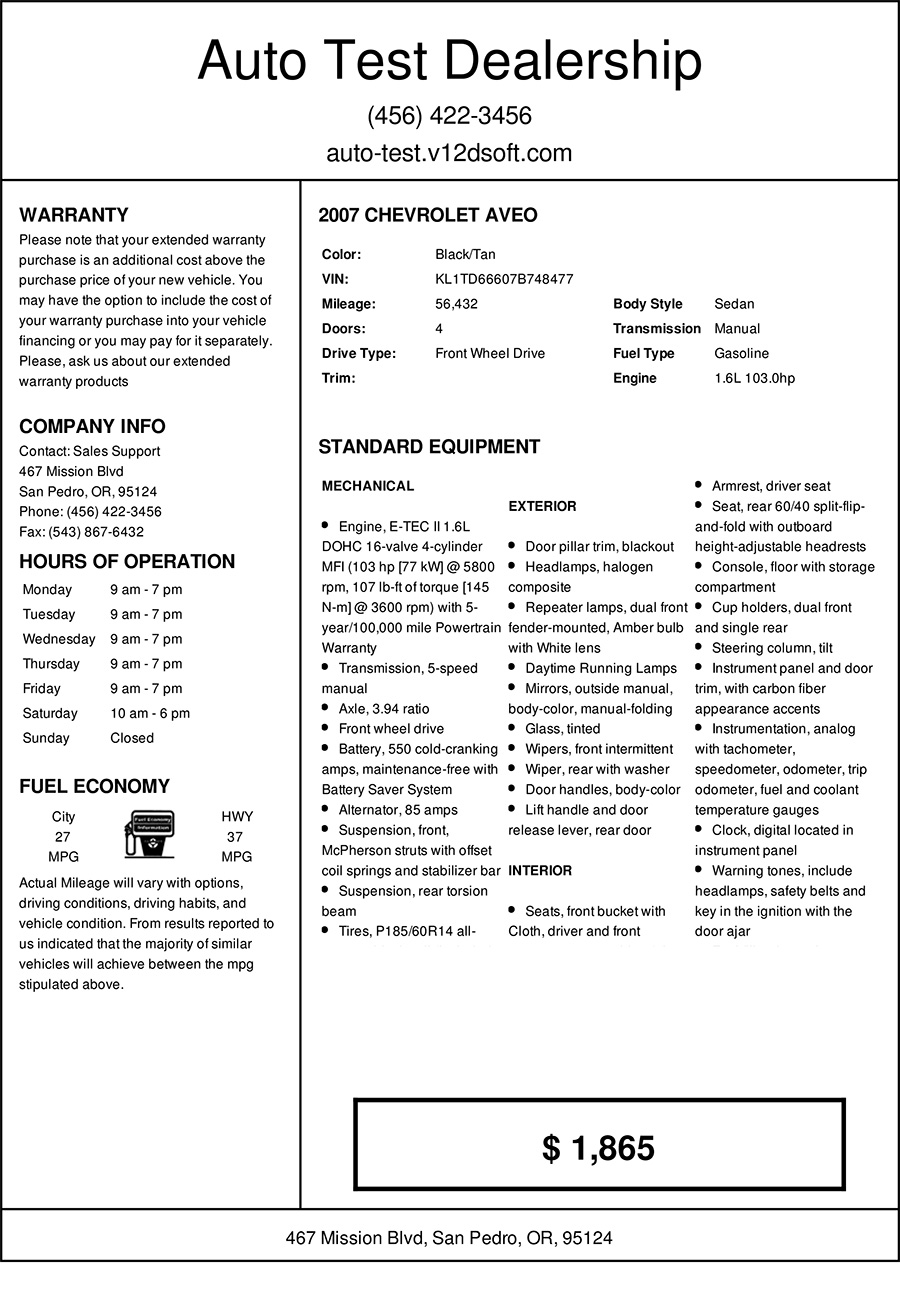 Auto Test Dealership
(456) 422-3456
auto-test.v12dsoft.com
WARRANTY
Please note that your extended warranty
purchase is an additional cost above the
purchase price of your new vehicle. You
may have the option to include the cost of
your warranty purchase into your vehicle
financing or you may pay for it separately.
Please, ask us about our extended
warranty products
COMPANY INFO
Contact: Sales Support
467 Mission Blvd
San Pedro, OR, 95124
Phone: (456) 422-3456
Fax: (543) 867-6432
HOURS OF OPERATION
Monday 9 am - 7 pm
Tuesday 9 am - 7 pm
Wednesday 9 am - 7 pm
Thursday 9 am - 7 pm
Friday 9 am - 7 pm
Saturday 10 am - 6 pm
Sunday Closed
FUEL ECONOMY
City HWY
27 37
MPG MPG
Fuel Economy
Information
Actual Mileage will vary with options,
driving conditions, driving habits, and
vehicle condition. From results reported to
us indicated that the majority of similar
vehicles will achieve between the mpg
stipulated above.
2007 CHEVROLET AVEO
Color: Black/Tan
VIN: KL1TD66607B748477
Mileage: 56,432 Body Style Sedan
Doors: 4 Transmission Manual
Drive Type: Front Wheel Drive Fuel Type Gasoline
Trim: Engine 1.6L 103.0hp
STANDARD EQUIPMENT
MECHANICAL
● Engine, E-TEC II 1.6L
DOHC 16-valve 4-cylinder
MFI (103 hp [77 kW] @ 5800
rpm, 107 lb-ft of torque [145
N-m] @ 3600 rpm) with 5-
year/100,000 mile Powertrain
Warranty
● Transmission, 5-speed
manual
● Axle, 3.94 ratio
● Front wheel drive
● Battery, 550 cold-cranking
amps, maintenance-free with
Battery Saver System
● Alternator, 85 amps
● Suspension, front,
McPherson struts with offset
coil springs and stabilizer bar
● Suspension, rear torsion
beam
● Tires, P185/60R14 all-
EXTERIOR
● Door pillar trim, blackout
● Headlamps, halogen
composite
● Repeater lamps, dual front
fender-mounted, Amber bulb
with White lens
● Daytime Running Lamps
● Mirrors, outside manual,
body-color, manual-folding
● Glass, tinted
● Wipers, front intermittent
● Wiper, rear with washer
● Door handles, body-color
● Lift handle and door
release lever, rear door
INTERIOR
● Seats, front bucket with
Cloth, driver and front
● Armrest, driver seat
● Seat, rear 60/40 split-flip-
and-fold with outboard
height-adjustable headrests
● Console, floor with storage
compartment
● Cup holders, dual front
and single rear
● Steering column, tilt
● Instrument panel and door
trim, with carbon fiber
appearance accents
● Instrumentation, analog
with tachometer,
speedometer, odometer, trip
odometer, fuel and coolant
temperature gauges
● Clock, digital located in
instrument panel
● Warning tones, include
headlamps, safety belts and
key in the ignition with the
door ajar
$ 1,865
467 Mission Blvd, San Pedro, OR, 95124